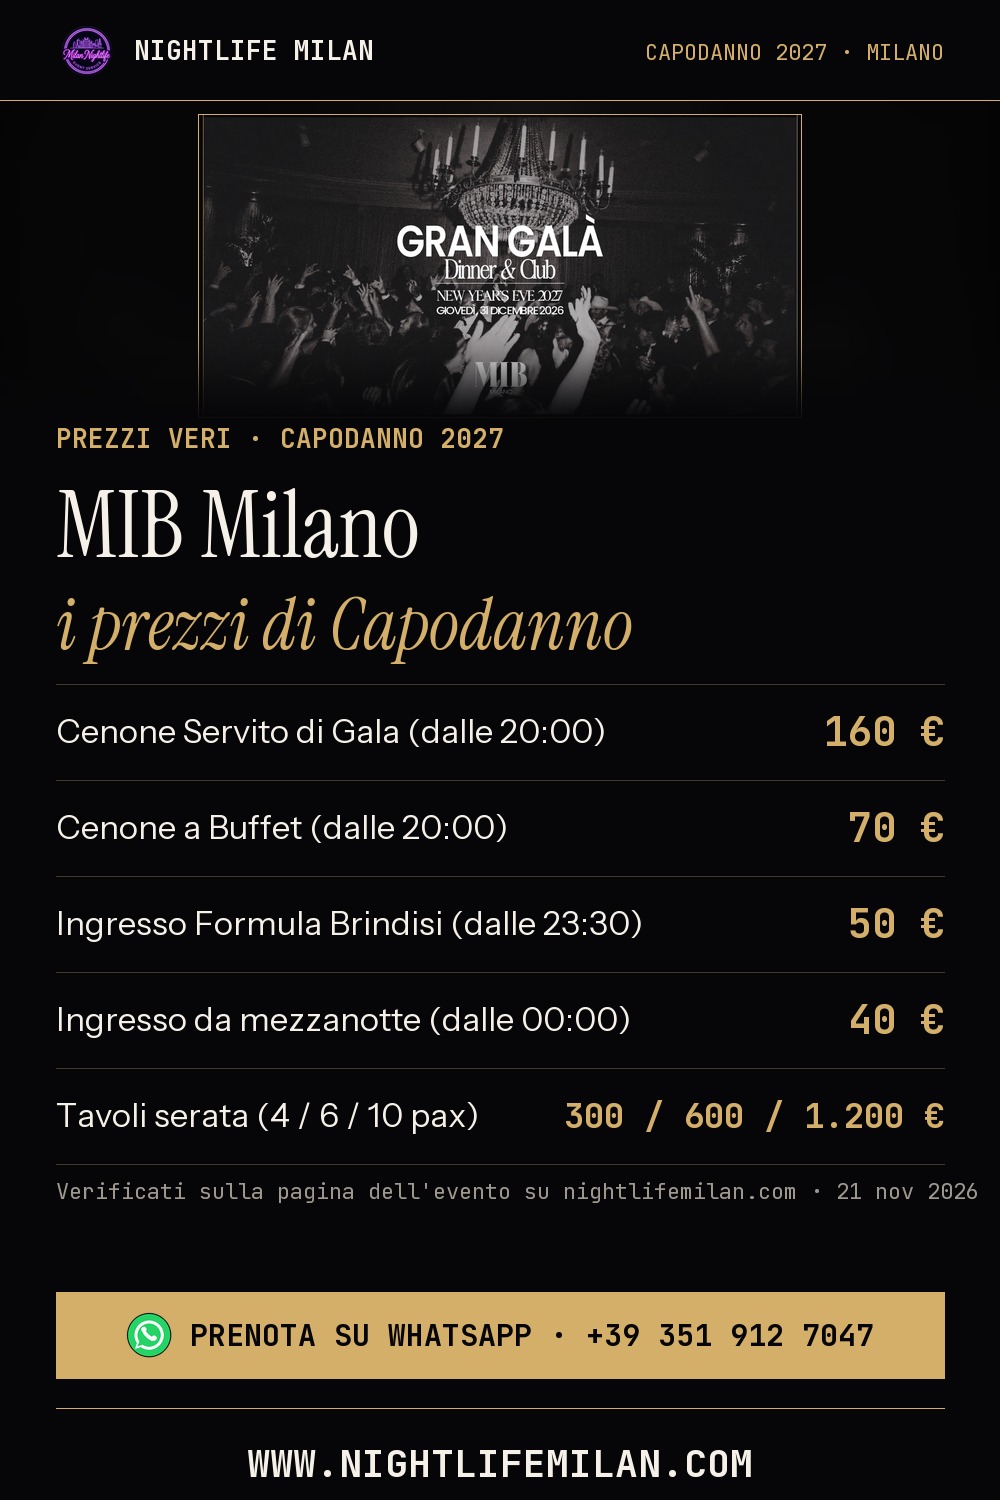 Milan Nightlife
NIGHTLIFE MILAN
CAPODANNO 2027 · MILANO
GRAN GALÀ
Dinner & Club
NEW YEAR'S EVE 2027
GIOVEDÌ, 31 DICEMBRE 2026
MIB
MILANO
PREZZI VERI · CAPODANNO 2027
MIB Milano
i prezzi di Capodanno
Cenone Servito di Gala (dalle 20:00) 160 €
Cenone a Buffet (dalle 20:00) 70 €
Ingresso Formula Brindisi (dalle 23:30) 50 €
Ingresso da mezzanotte (dalle 00:00) 40 €
Tavoli serata (4 / 6 / 10 pax) 300 / 600 / 1.200 €
Verificati sulla pagina dell'evento su nightlifemilan.com · 21 nov 2026
PRENOTA SU WHATSAPP · +39 351 912 7047
WWW.NIGHTLIFEMILAN.COM